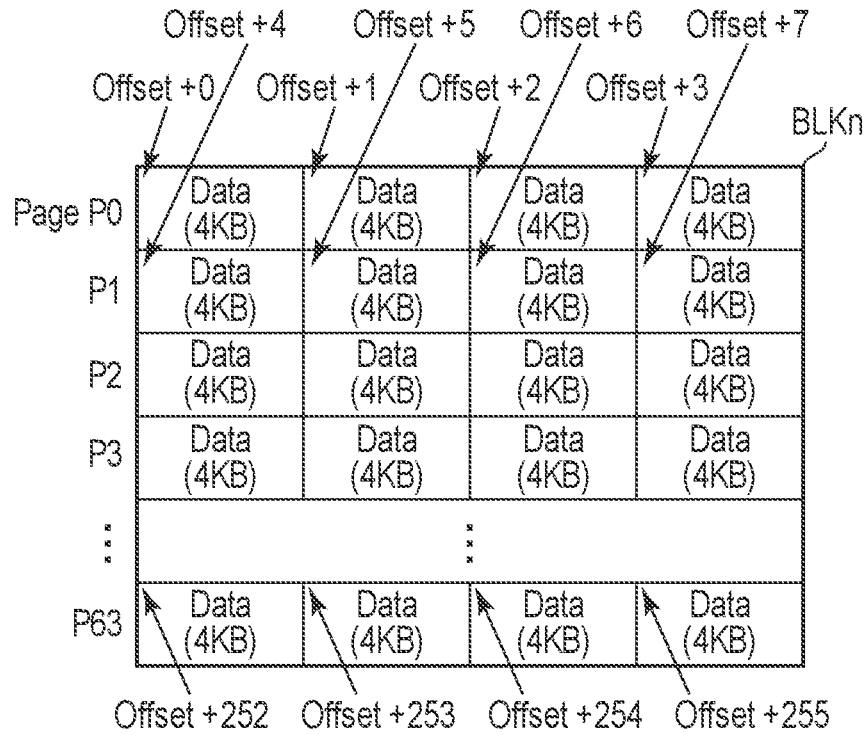 Offset +4 Offset +5 Offset +6 Offset +7
Offset +0 Offset +1 Offset +2 Offset +3
BLKn
Page P0 Data Data Data Data
(4KB) (4KB) (4KB) (4KB)
P1 Data Data Data Data
(4KB) (4KB) (4KB) (4KB)
P2 Data Data Data Data
(4KB) (4KB) (4KB) (4KB)
P3 Data Data Data Data
(4KB) (4KB) (4KB) (4KB)
P63 Data Data Data Data
(4KB) (4KB) (4KB) (4KB)
Offset +252 Offset +253 Offset +254 Offset +255